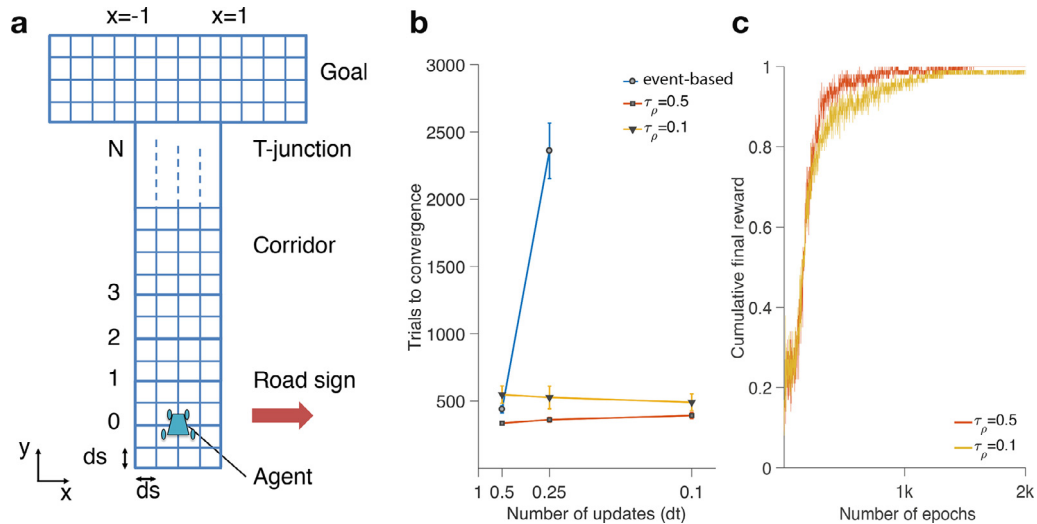 a
x=-1
x=1
Goal
N
T-junction
Corridor
3
2
1
Road sign
0
y
ds
x
ds
Agent
b
3000
2500
2000
1500
1000
500
Trials to convergence
event-based
τρ=0.5
τρ=0.1
1 0.5 0.25 0.1
Number of updates (dt)
c
1
0.8
0.6
0.4
0.2
0
Cumulative final reward
τρ=0.5
τρ=0.1
1k 2k
Number of epochs